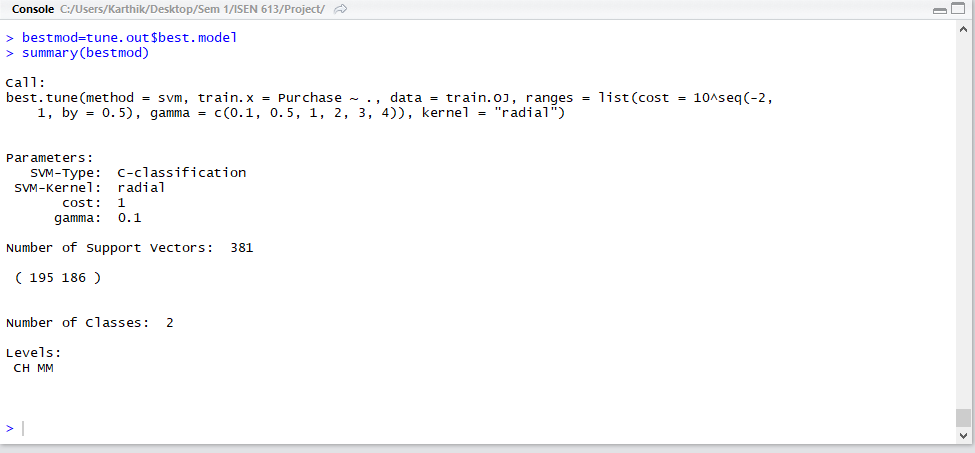 Console C:/Users/Karthik/Desktop/Sem 1/ISEN 613/Project/
> bestmod=tune.out$best.model
> summary(bestmod)
Call:
best.tune(method = svm, train.x = Purchase ~ ., data = train.OJ, ranges = list(cost = 10^seq(-2,
1, by = 0.5), gamma = c(0.1, 0.5, 1, 2, 3, 4)), kernel = "radial")
Parameters:
SVM-Type: C-classification
SVM-Kernel: radial
cost: 1
gamma: 0.1
Number of Support Vectors: 381
( 195 186 )
Number of Classes: 2
Levels:
CH MM
>